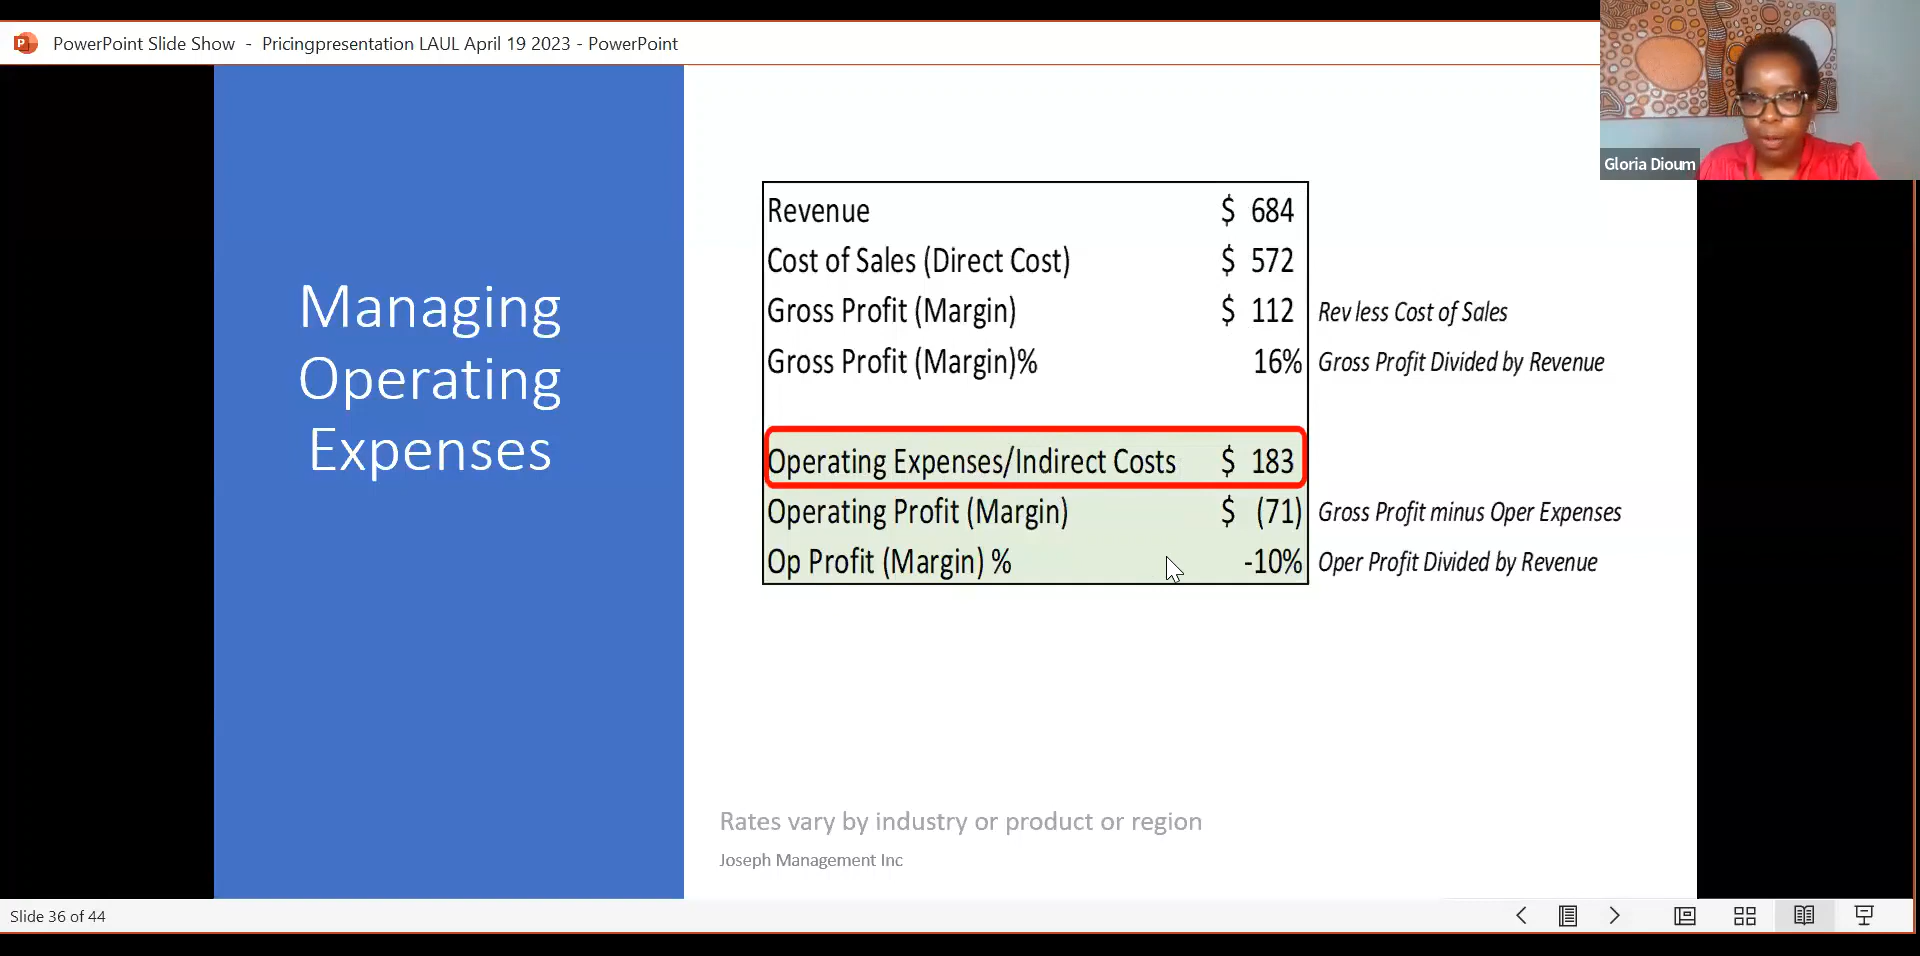 PowerPoint Slide Show - Pricingpresentation LAUL April 19 2023 - PowerPoint
Gloria Dioum
Managing
Operating
Expenses
Revenue $ 684
Cost of Sales (Direct Cost) $ 572
Gross Profit (Margin) $ 112 Rev less Cost of Sales
Gross Profit (Margin)% 16% Gross Profit Divided by Revenue
Operating Expenses/Indirect Costs $ 183
Operating Profit (Margin) $ (71) Gross Profit minus Oper Expenses
Op Profit (Margin) % -10% Oper Profit Divided by Revenue
Rates vary by industry or product or region
Joseph Management Inc
Slide 36 of 44